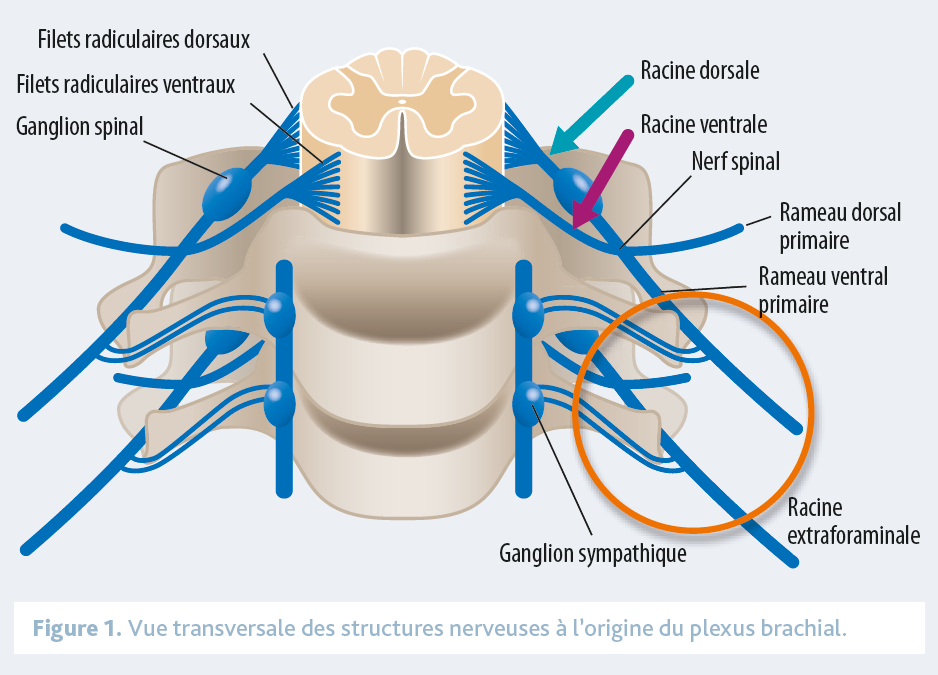 Filets radiculaires dorsaux
Filets radiculaires ventraux
Ganglion spinal
Racine dorsale
Racine ventrale
Nerf spinal
Rameau dorsal
primaire
Rameau ventral
primaire
Racine
extraforaminale
Ganglion sympathique
Figure 1. Vue transversale des structures nerveuses à l’origine du plexus brachial.